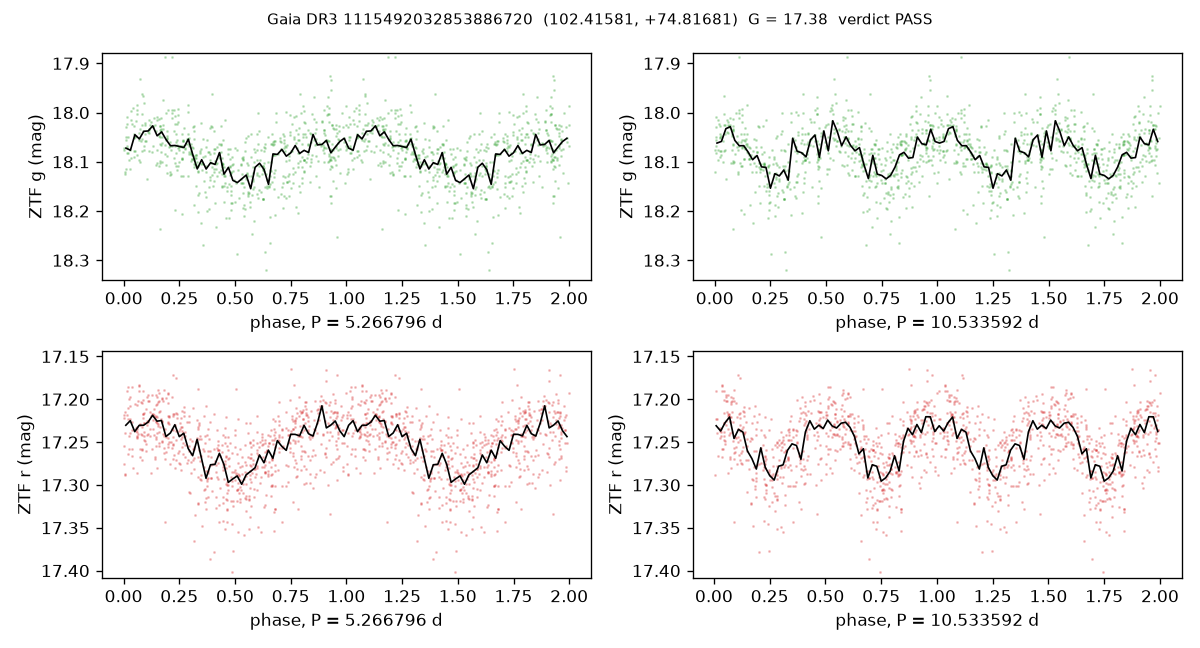 Gaia DR3 1115492032853886720  (102.41581, +74.81681)  G = 17.38  verdict PASS
ZTF g (mag)
17.9
18.0
18.1
18.2
18.3
0.00 0.25 0.50 0.75 1.00 1.25 1.50 1.75 2.00
phase, P = 5.266796 d
ZTF g (mag)
17.9
18.0
18.1
18.2
18.3
0.00 0.25 0.50 0.75 1.00 1.25 1.50 1.75 2.00
phase, P = 10.533592 d
ZTF r (mag)
17.15
17.20
17.25
17.30
17.35
17.40
0.00 0.25 0.50 0.75 1.00 1.25 1.50 1.75 2.00
phase, P = 5.266796 d
ZTF r (mag)
17.15
17.20
17.25
17.30
17.35
17.40
0.00 0.25 0.50 0.75 1.00 1.25 1.50 1.75 2.00
phase, P = 10.533592 d